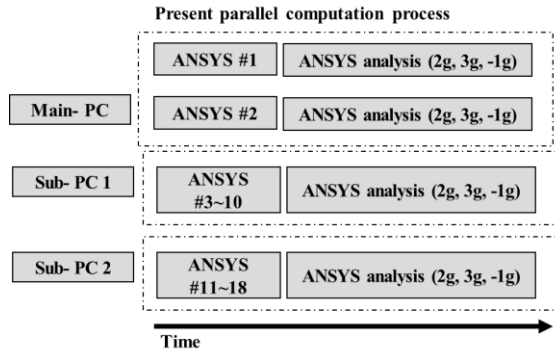 Present parallel computation process
ANSYS #1
ANSYS analysis (2g, 3g, -1g)
Main- PC
ANSYS #2
ANSYS analysis (2g, 3g, -1g)
Sub- PC 1
ANSYS
#3~10
ANSYS analysis (2g, 3g, -1g)
Sub- PC 2
ANSYS
#11~18
ANSYS analysis (2g, 3g, -1g)
Time